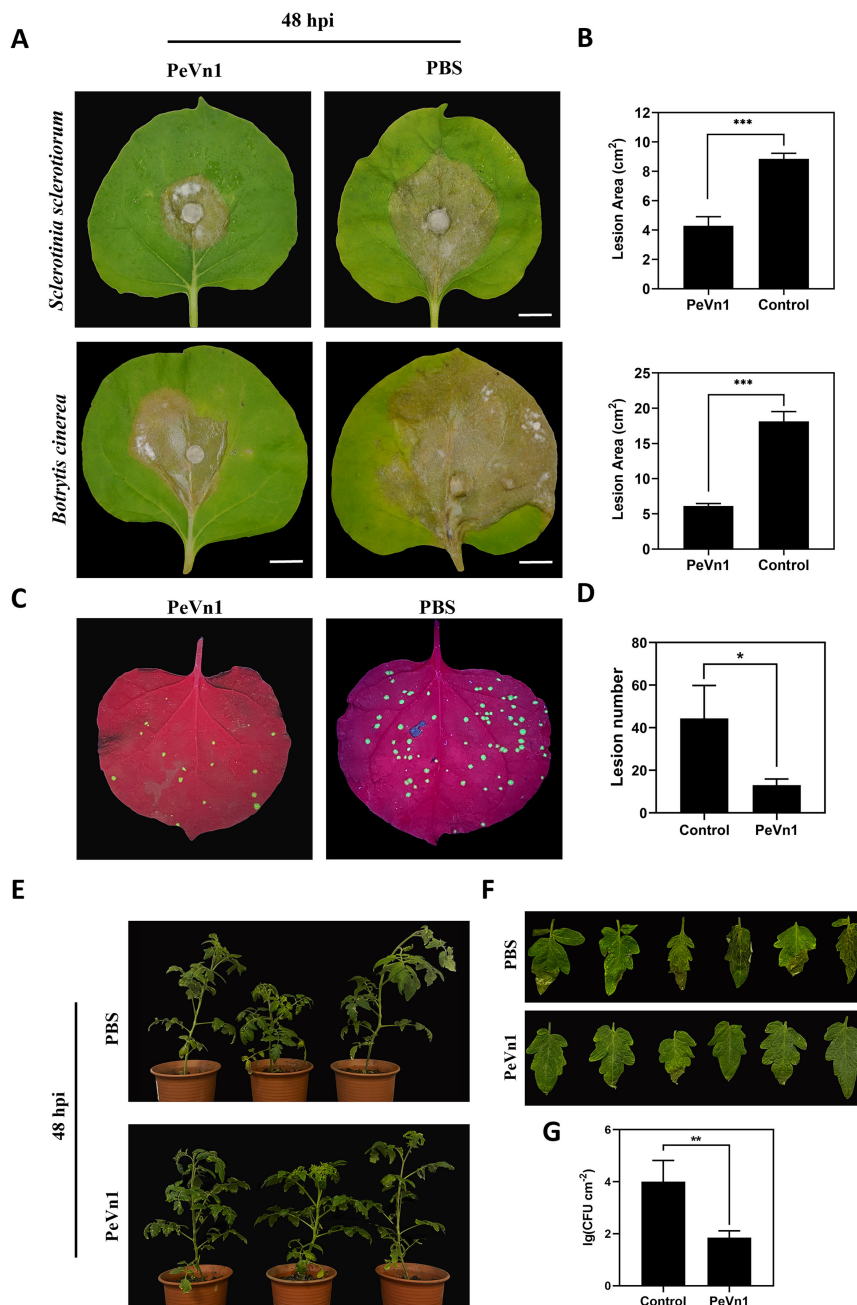 48 hpi
A
PeVn1
PBS
Sclerotinia sclerotiorum
Botrytis cinerea
B
Lesion Area (cm²)
12
10
8
6
4
2
0
***
PeVn1
Control
Lesion Area (cm²)
25
20
15
10
5
0
***
PeVn1
Control
C
PeVn1
PBS
D
Lesion number
80
60
40
20
0
*
Control
PeVn1
E
48 hpi
PBS
PeVn1
F
PBS
PeVn1
G
lg(CFU cm⁻²)
6
4
2
0
**
Control
PeVn1